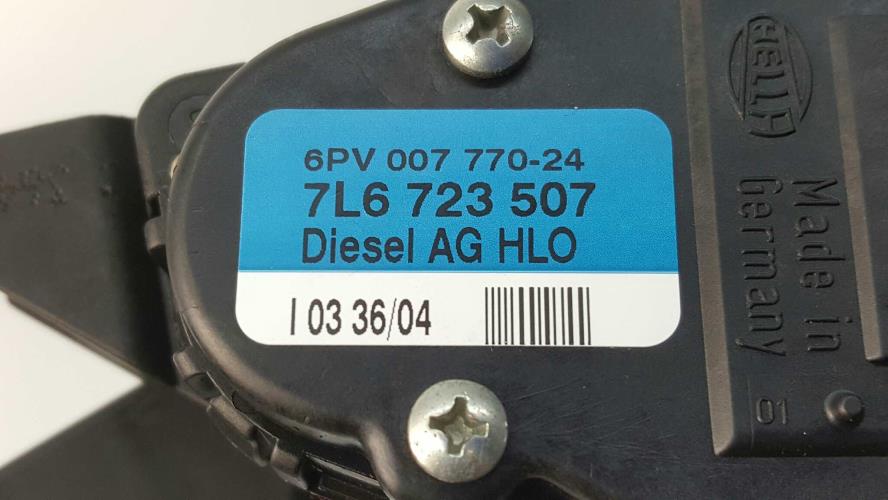 6PV 007 770-24
7L6 723 507
Diesel AG HLO
I 03 36/04
HELLA
Made in
Germany
01